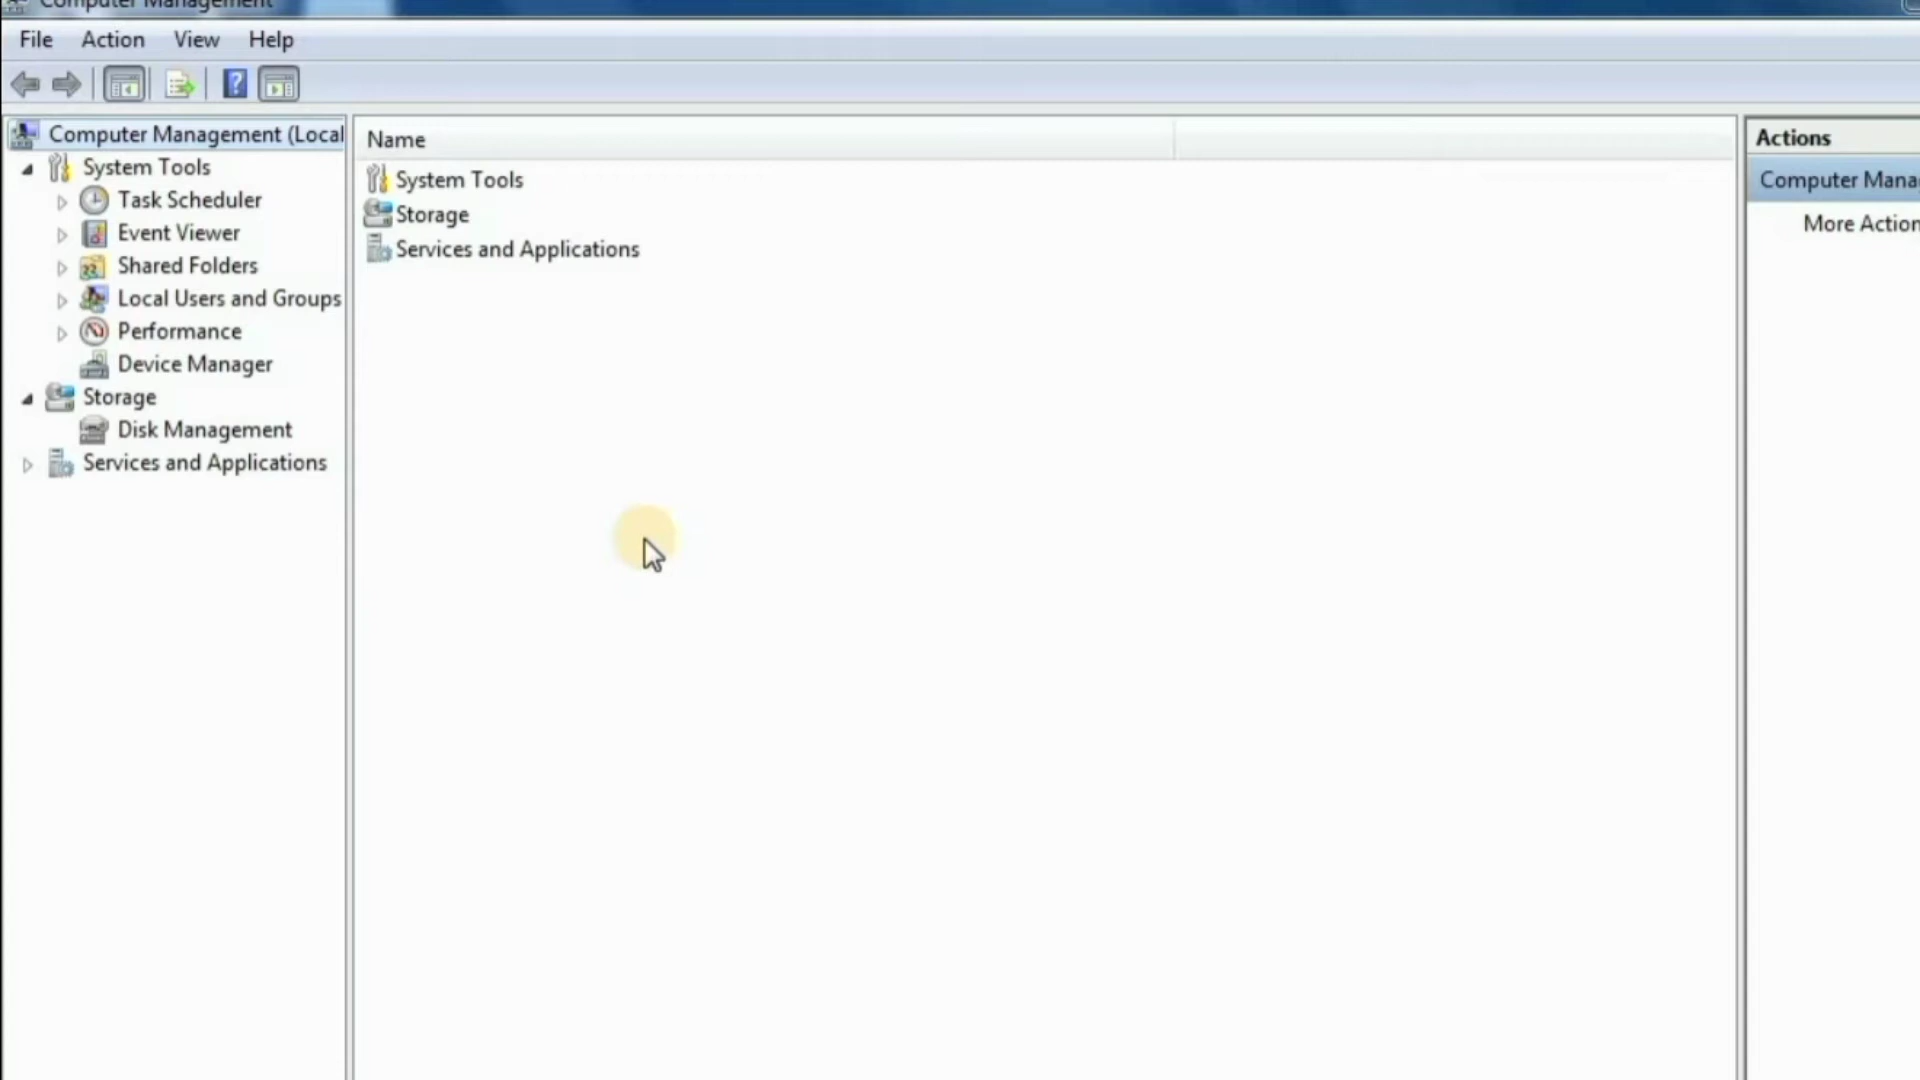 Computer Management
File Action View Help
Computer Management (Local
System Tools
Task Scheduler
Event Viewer
Shared Folders
Local Users and Groups
Performance
Device Manager
Storage
Disk Management
Services and Applications
Name
System Tools
Storage
Services and Applications
Actions
Computer Mana
More Action